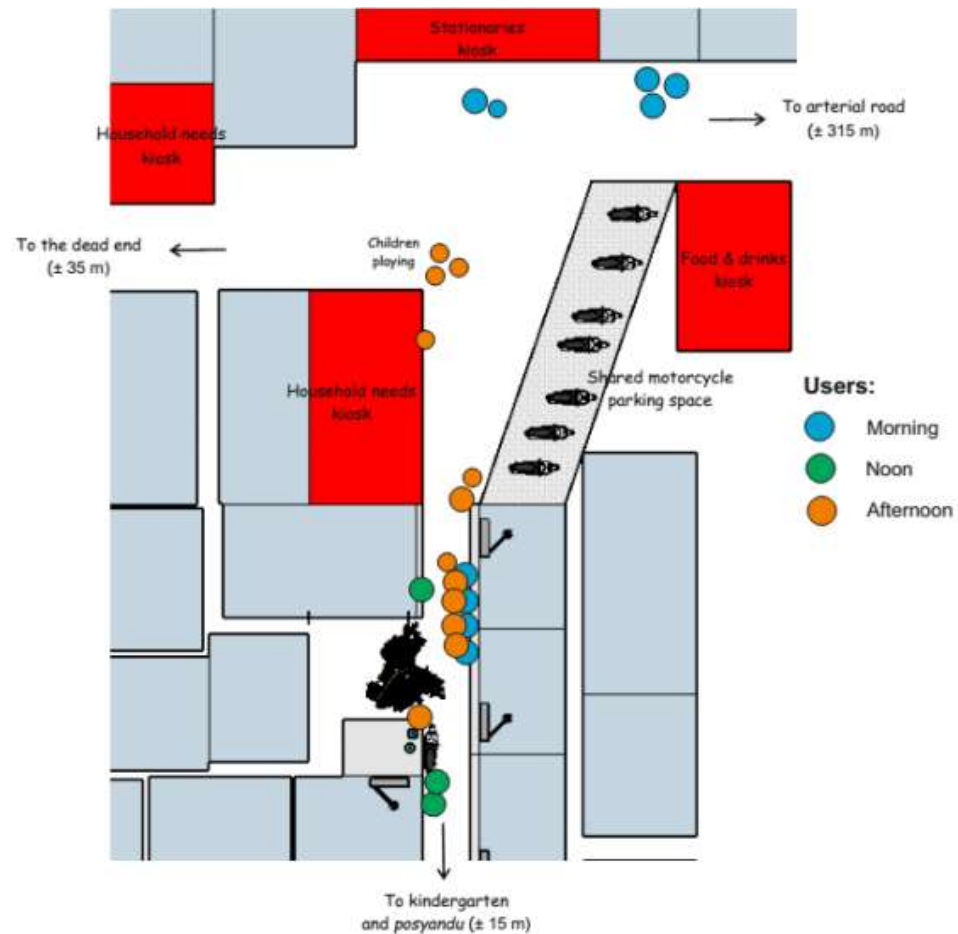 Stationaries
kiosk
To arterial road
(± 315 m)
Household needs
kiosk
To the dead end
(± 35 m)
Children
playing
Food & drinks
kiosk
Household needs
kiosk
Shared motorcycle
parking space
Users:
Morning
Noon
Afternoon
To kindergarten
and posyandu (± 15 m)